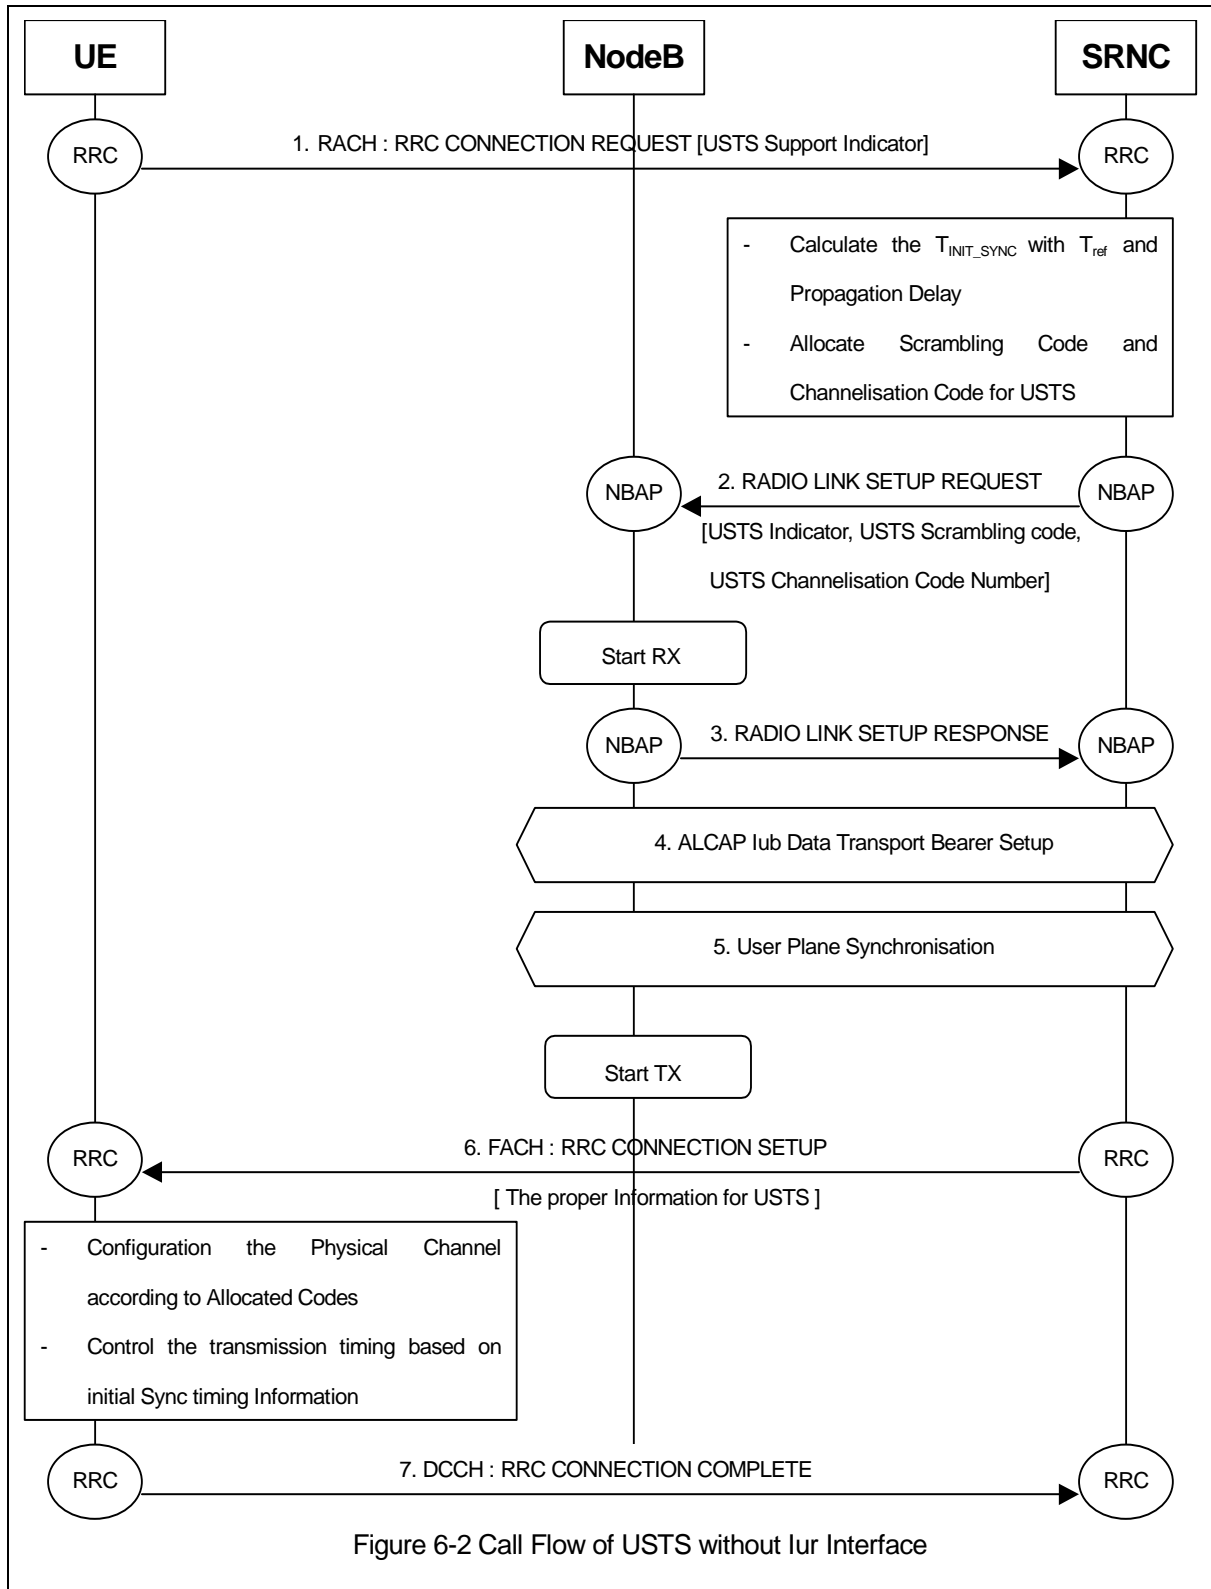 UE
NodeB
SRNC
RRC
1. RACH : RRC CONNECTION REQUEST [USTS Support Indicator]
RRC
- Calculate the TINIT_SYNC with Tref and
Propagation Delay
- Allocate Scrambling Code and
Channelisation Code for USTS
NBAP
2. RADIO LINK SETUP REQUEST
NBAP
[USTS Indicator, USTS Scrambling code,
USTS Channelisation Code Number]
Start RX
NBAP
3. RADIO LINK SETUP RESPONSE
NBAP
4. ALCAP Iub Data Transport Bearer Setup
5. User Plane Synchronisation
Start TX
RRC
6. FACH : RRC CONNECTION SETUP
RRC
[ The proper Information for USTS ]
- Configuration the Physical Channel
according to Allocated Codes
- Control the transmission timing based on
initial Sync timing Information
RRC
7. DCCH : RRC CONNECTION COMPLETE
RRC
Figure 6-2 Call Flow of USTS without Iur Interface